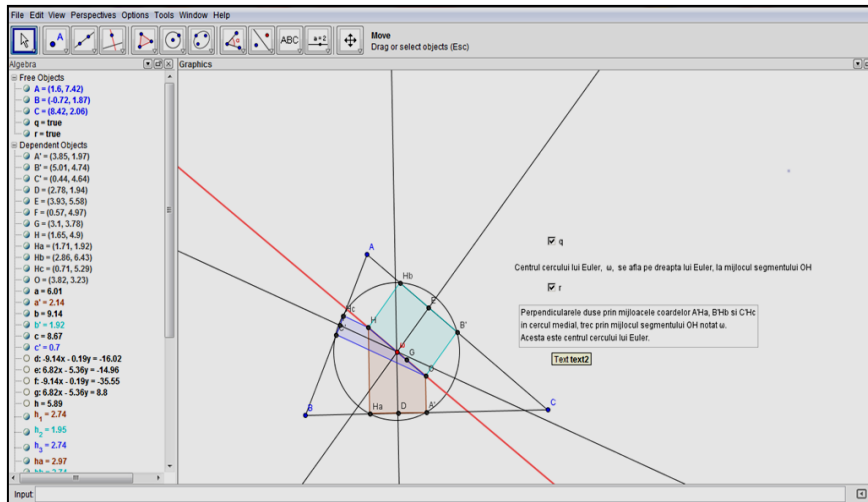 File Edit View Perspectives Options Tools Window Help
A
ABC
a=2
Move
Drag or select objects (Esc)
Algebra
Graphics
Free Objects
A = (1.6, 7.42)
B = (-0.72, 1.87)
C = (8.42, 2.06)
q = true
r = true
Dependent Objects
A' = (3.85, 1.97)
B' = (5.01, 4.74)
C' = (0.44, 4.64)
D = (2.78, 1.94)
E = (3.93, 5.58)
F = (0.57, 4.97)
G = (3.1, 3.78)
H = (1.65, 4.9)
Ha = (1.71, 1.92)
Hb = (2.86, 6.43)
Hc = (0.71, 5.29)
O = (3.82, 3.23)
a = 6.01
a' = 2.14
b = 9.14
b' = 1.92
c = 8.67
c' = 0.7
d: -9.14x - 0.19y = -16.02
e: 6.82x - 5.36y = -14.96
f: -9.14x - 0.19y = -35.55
g: 6.82x - 5.36y = 8.8
h = 5.89
h₁ = 2.74
h₂ = 1.95
h₃ = 2.74
ha = 2.97
A
Hb
E
Hc
H
B'
G
B
Ha
D
A'
C
q
Centrul cercului lui Euler, ω, se afla pe dreapta lui Euler, la mijlocul segmentului OH
r
Perpendicularele duse prin mijloacele coardelor A'Ha, B'Hb si C'Hc
in cercul medial, trec prin mijlocul segmentului OH notat ω.
Acesta este centrul cercului lui Euler.
Text text2
Input: